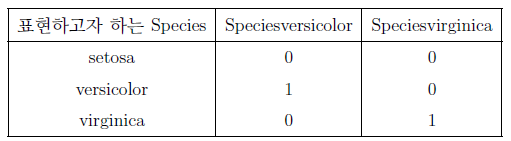 표현하고자 하는 Species Speciesversicolor Speciesvirginica
setosa 0 0
versicolor 1 0
virginica 0 1